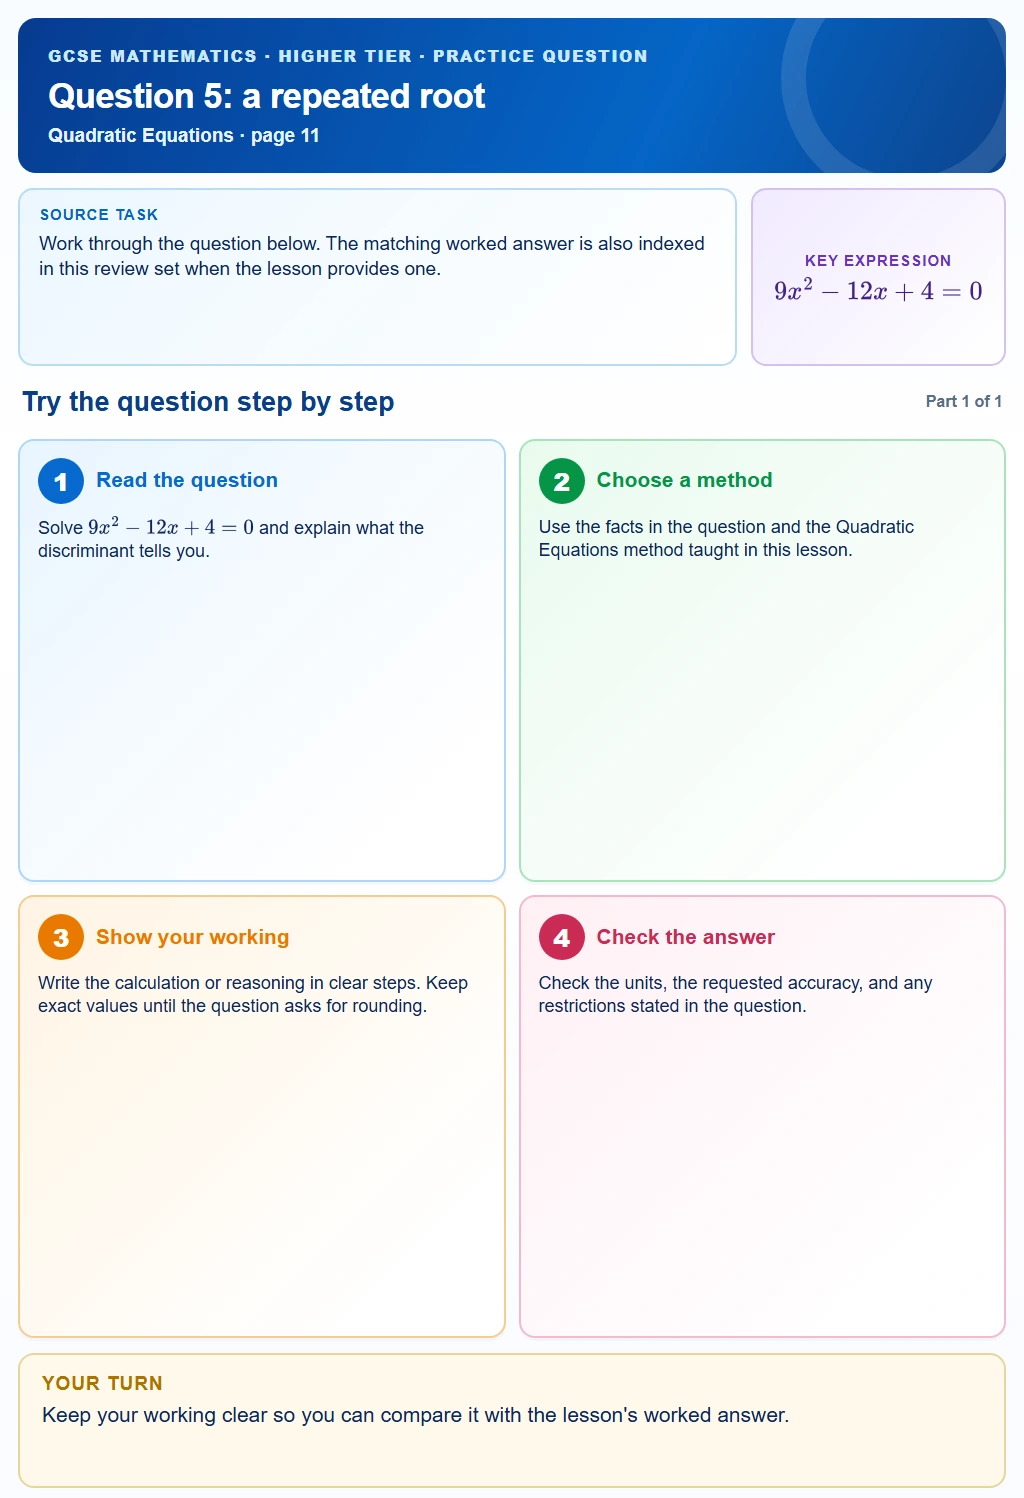 GCSE MATHEMATICS · HIGHER TIER · PRACTICE QUESTION
Question 5: a repeated root
Quadratic Equations · page 11
SOURCE TASK
Work through the question below. The matching worked answer is also indexed
in this review set when the lesson provides one.
KEY EXPRESSION
9x² − 12x + 4 = 0
Try the question step by step
Part 1 of 1
1 Read the question
Solve 9x² − 12x + 4 = 0 and explain what the
discriminant tells you.
2 Choose a method
Use the facts in the question and the Quadratic
Equations method taught in this lesson.
3 Show your working
Write the calculation or reasoning in clear steps. Keep
exact values until the question asks for rounding.
4 Check the answer
Check the units, the requested accuracy, and any
restrictions stated in the question.
YOUR TURN
Keep your working clear so you can compare it with the lesson's worked answer.